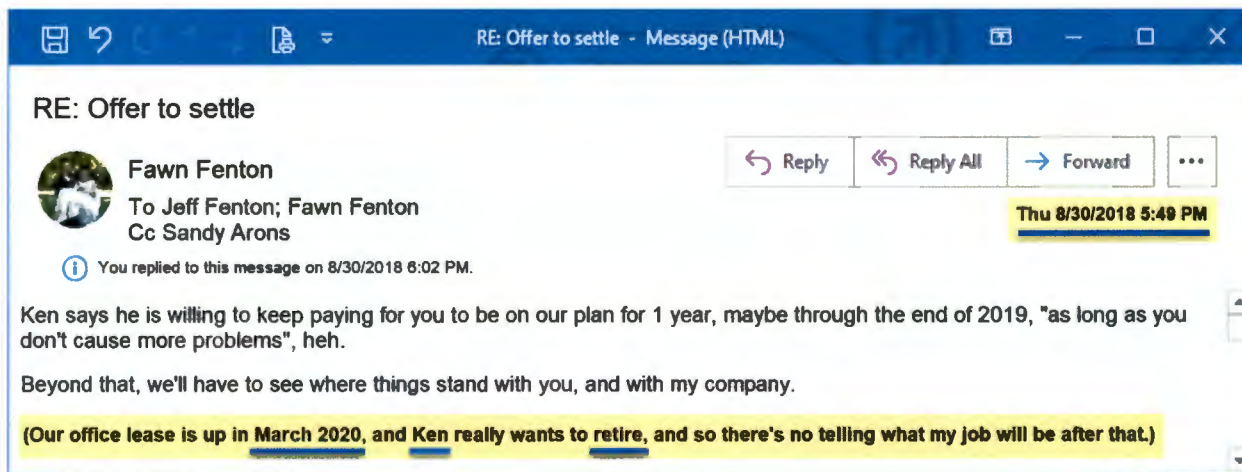 RE: Offer to settle - Message (HTML)
RE: Offer to settle
Fawn Fenton
To Jeff Fenton; Fawn Fenton
Cc Sandy Arons
Reply
Reply All
Forward
Thu 8/30/2018 5:49 PM
You replied to this message on 8/30/2018 6:02 PM.
Ken says he is willing to keep paying for you to be on our plan for 1 year, maybe through the end of 2019, "as long as you
don't cause more problems", heh.
Beyond that, we'll have to see where things stand with you, and with my company.
(Our office lease is up in March 2020, and Ken really wants to retire, and so there's no telling what my job will be after that.)